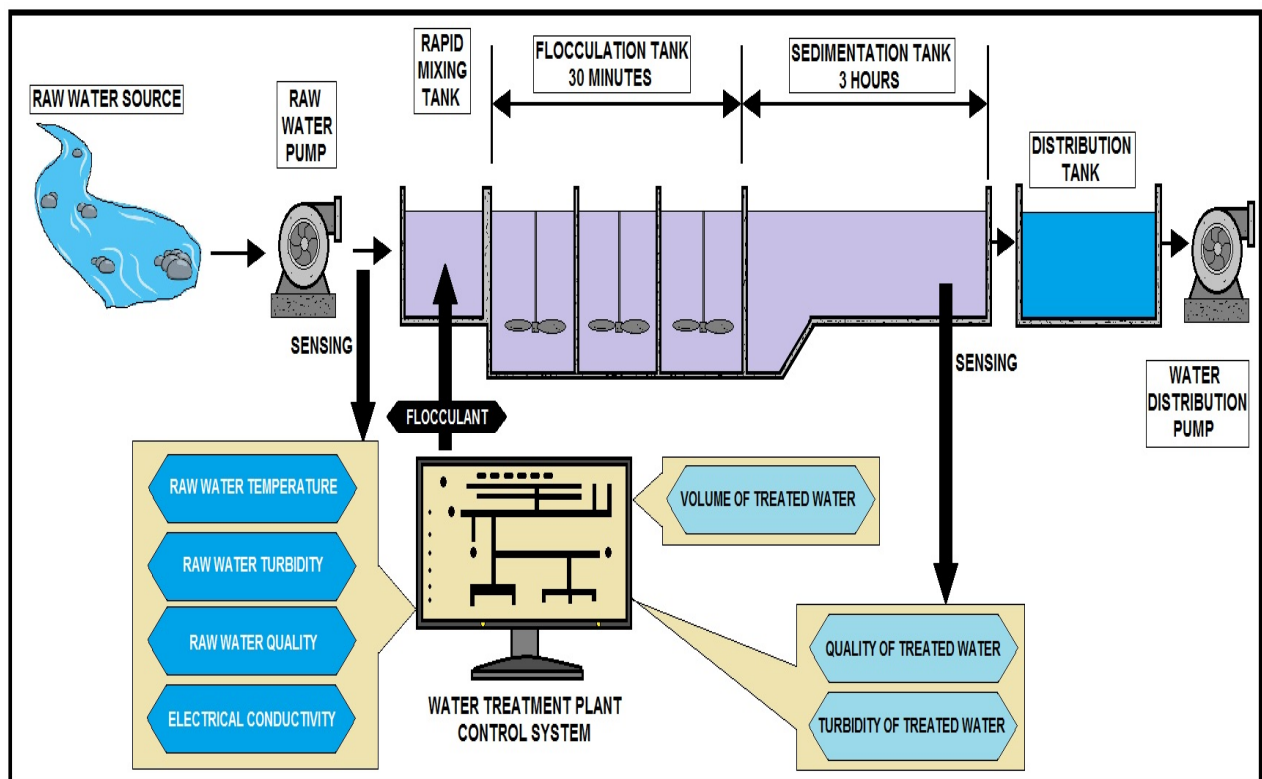 RAW WATER SOURCE
RAW
WATER
PUMP
RAPID
MIXING
TANK
FLOCCULATION TANK
30 MINUTES
SEDIMENTATION TANK
3 HOURS
DISTRIBUTION
TANK
WATER
DISTRIBUTION
PUMP
SENSING
FLOCCULANT
SENSING
RAW WATER TEMPERATURE
RAW WATER TURBIDITY
RAW WATER QUALITY
ELECTRICAL CONDUCTIVITY
VOLUME OF TREATED WATER
QUALITY OF TREATED WATER
TURBIDITY OF TREATED WATER
WATER TREATMENT PLANT
CONTROL SYSTEM